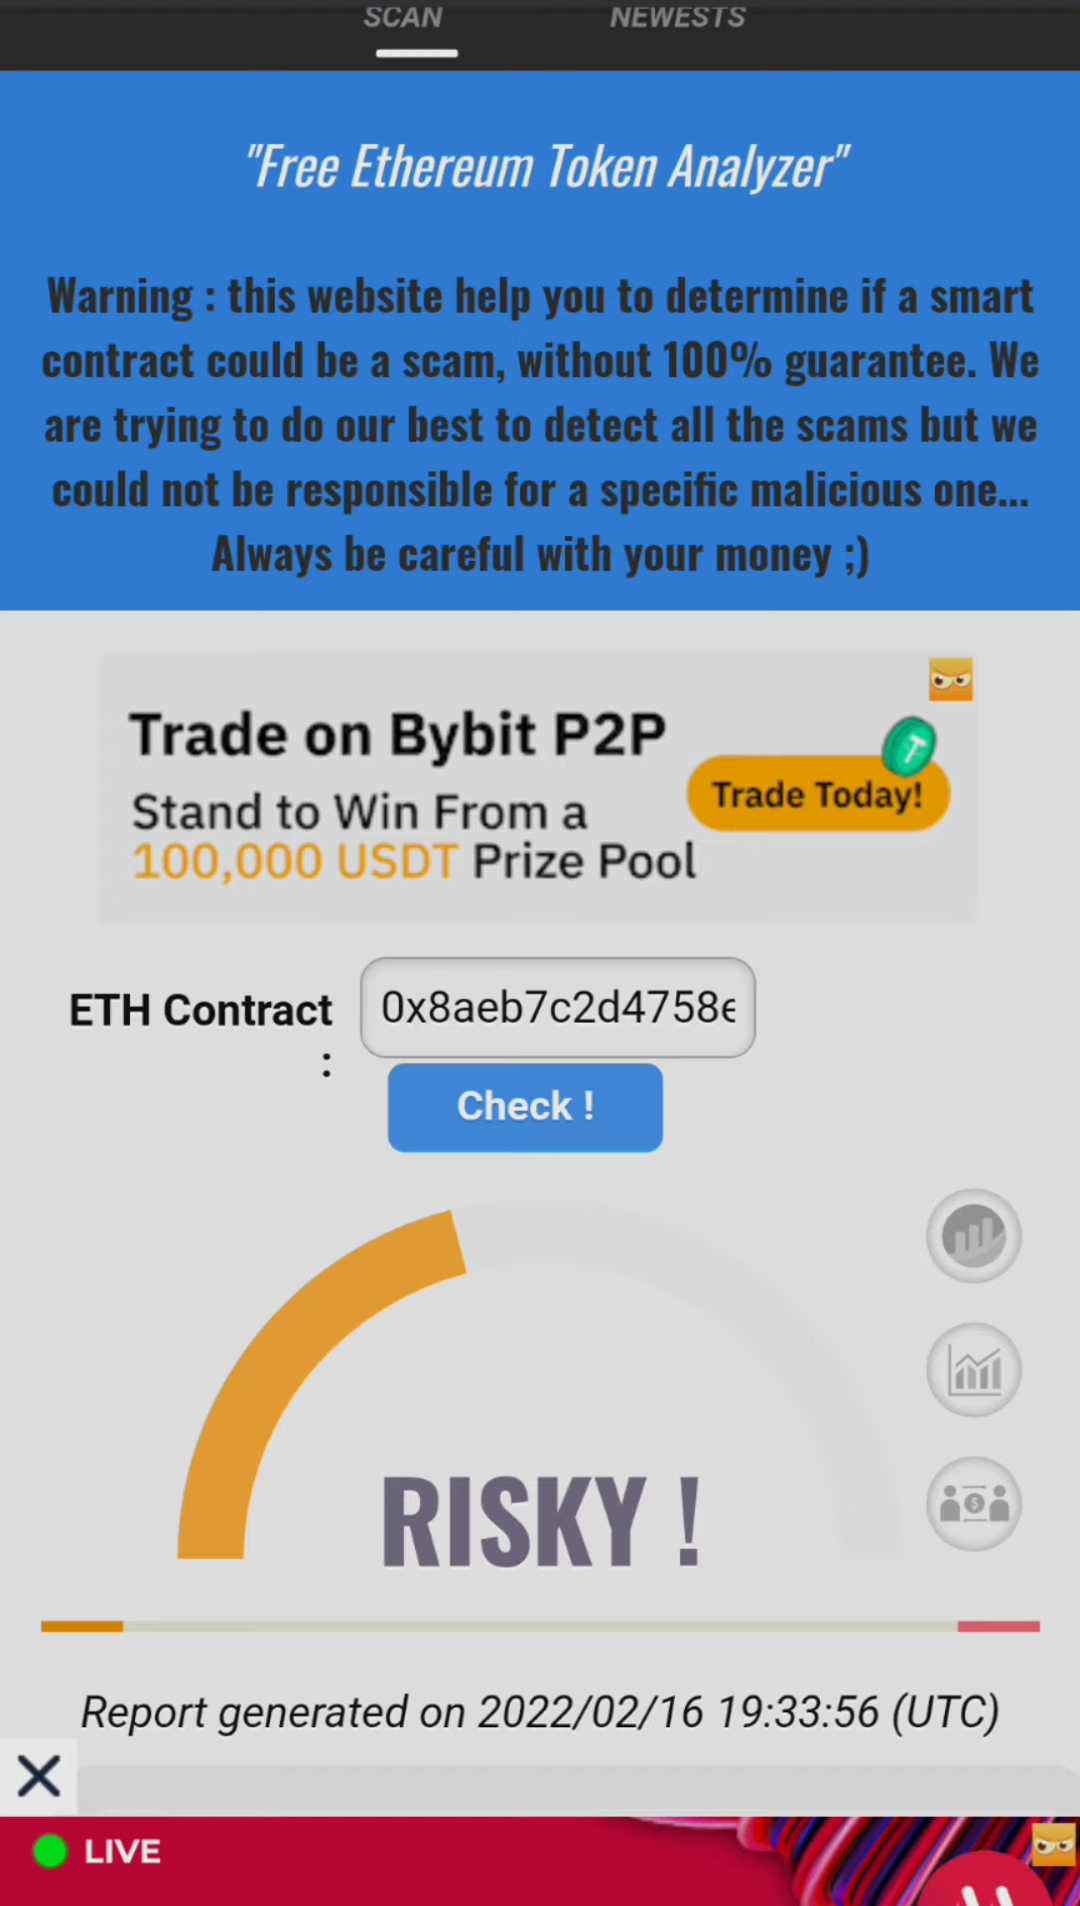 SCAN NEWESTS
"Free Ethereum Token Analyzer"
Warning : this website help you to determine if a smart
contract could be a scam, without 100% guarantee. We
are trying to do our best to detect all the scams but we
could not be responsible for a specific malicious one...
Always be careful with your money ;)
Trade on Bybit P2P
Stand to Win From a
100,000 USDT Prize Pool
Trade Today!
ETH Contract
:
0x8aeb7c2d4758e
Check !
RISKY !
Report generated on 2022/02/16 19:33:56 (UTC)
LIVE